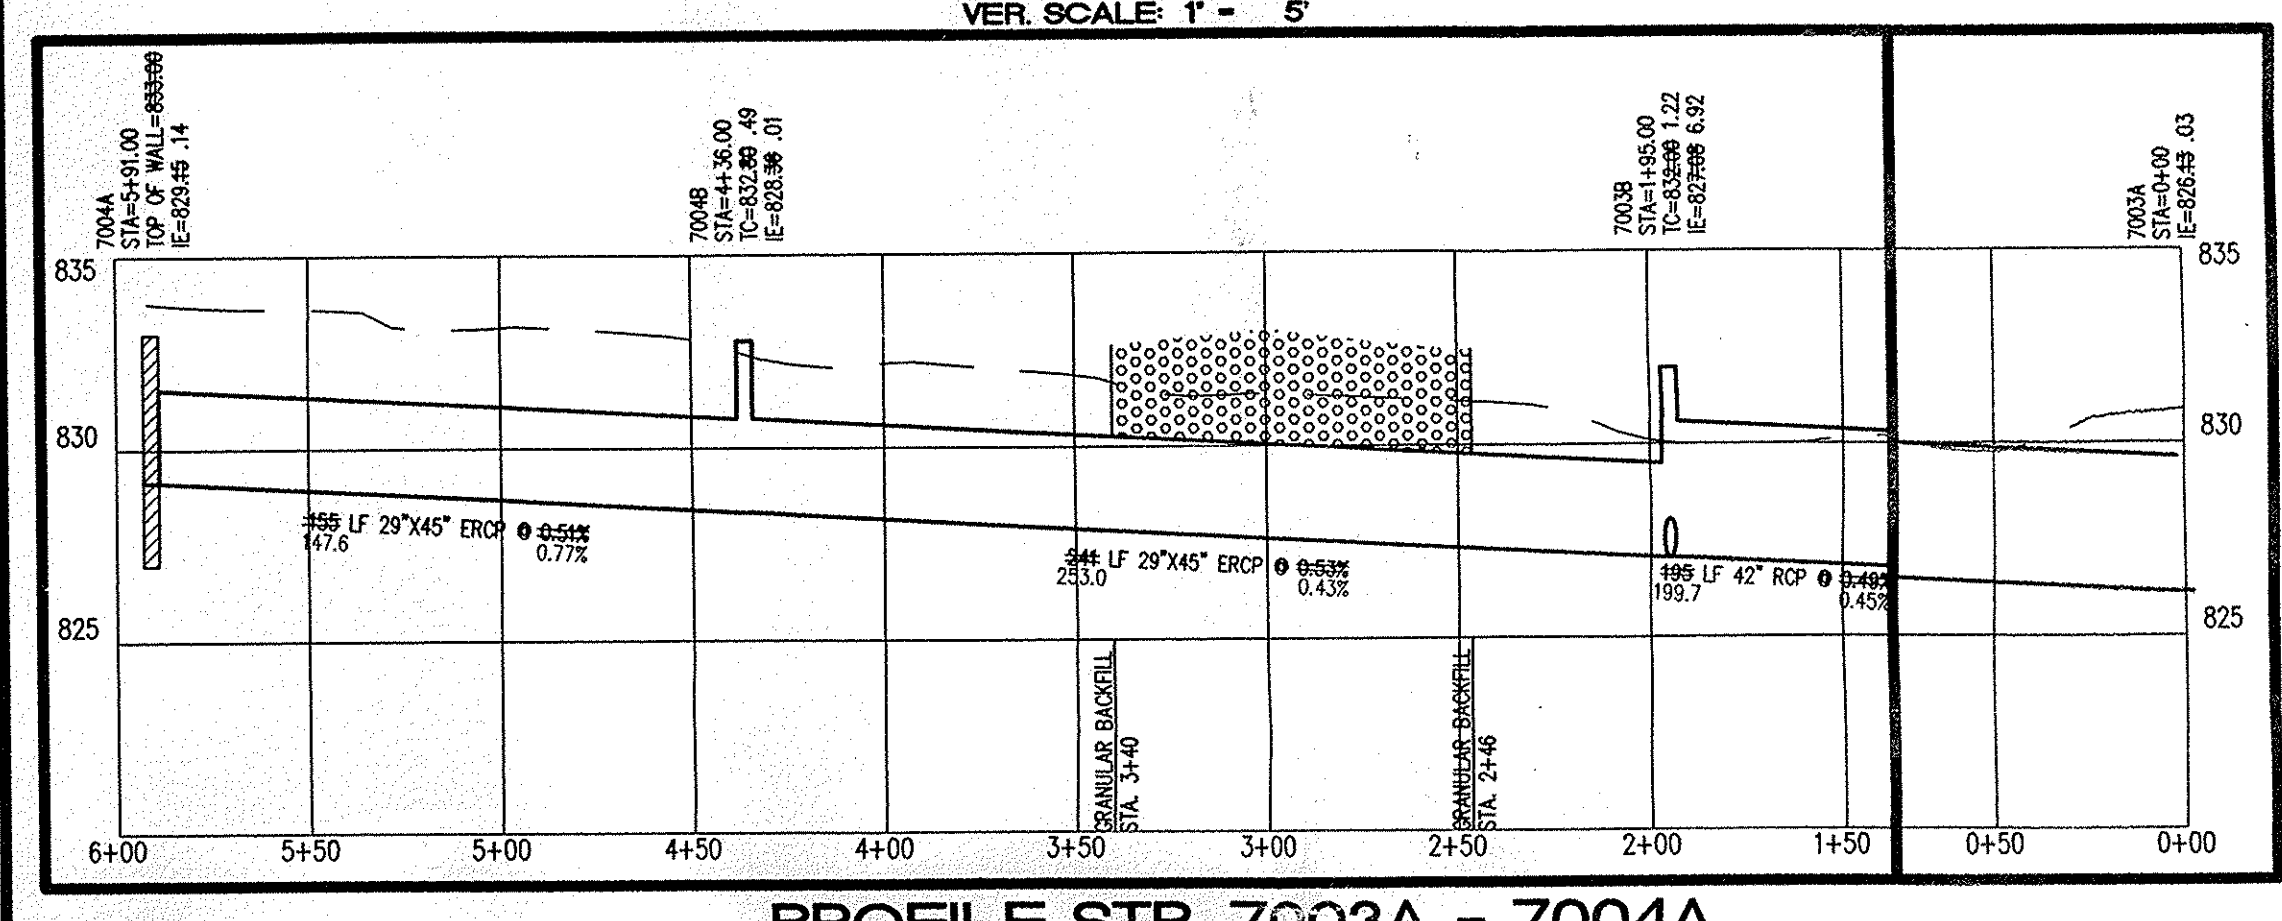 VER. SCALE: 1" = 5'
7004A
STA=5+91.00
TOP OF WALL=833.00
IE=829.15 .14
7004B
STA=4+36.00
TC=832.80 .49
IE=828.36 .01
7003B
STA=1+95.00
TC=832.00 1.22
IE=827.08 6.92
7003A
STA=0+00
IE=826.13 .03
835
835
830
830
155 LF 29"X45" ERCP @ 0.51%
147.6
0.77%
241 LF 29"X45" ERCP @ 0.53%
253.0
0.43%
195 LF 42" RCP @ 0.49%
199.7
0.45%
825
825
GRANULAR BACKFILL
STA. 3+40
GRANULAR BACKFILL
STA. 2+46
6+00
5+50
5+00
4+50
4+00
3+50
3+00
2+50
2+00
1+50
0+50
0+00
PROFILE STR. 7003A - 7004A